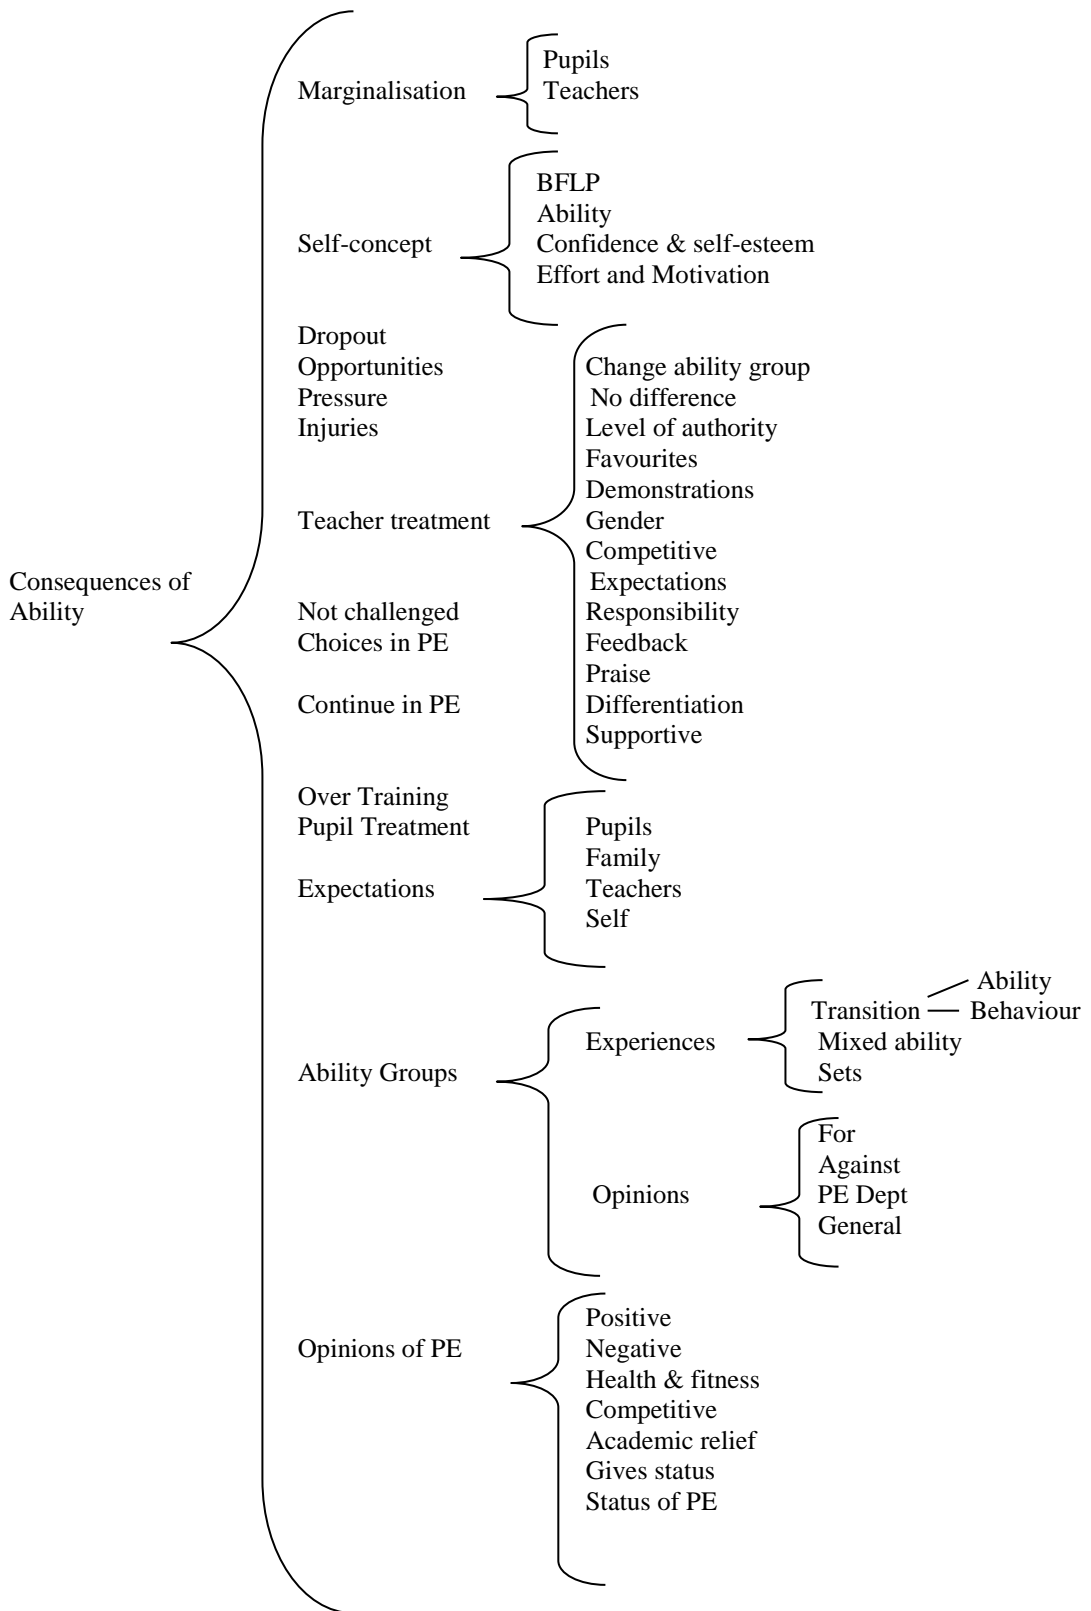 Consequences of
Ability
Marginalisation
Pupils
Teachers
Self-concept
BFLP
Ability
Confidence & self-esteem
Effort and Motivation
Dropout
Opportunities
Pressure
Injuries
Teacher treatment
Change ability group
No difference
Level of authority
Favourites
Demonstrations
Gender
Competitive
Expectations
Responsibility
Feedback
Praise
Differentiation
Supportive
Not challenged
Choices in PE
Continue in PE
Over Training
Pupil Treatment
Expectations
Pupils
Family
Teachers
Self
Ability Groups
Experiences
Transition
Ability
Behaviour
Mixed ability
Sets
Opinions
For
Against
PE Dept
General
Opinions of PE
Positive
Negative
Health & fitness
Competitive
Academic relief
Gives status
Status of PE